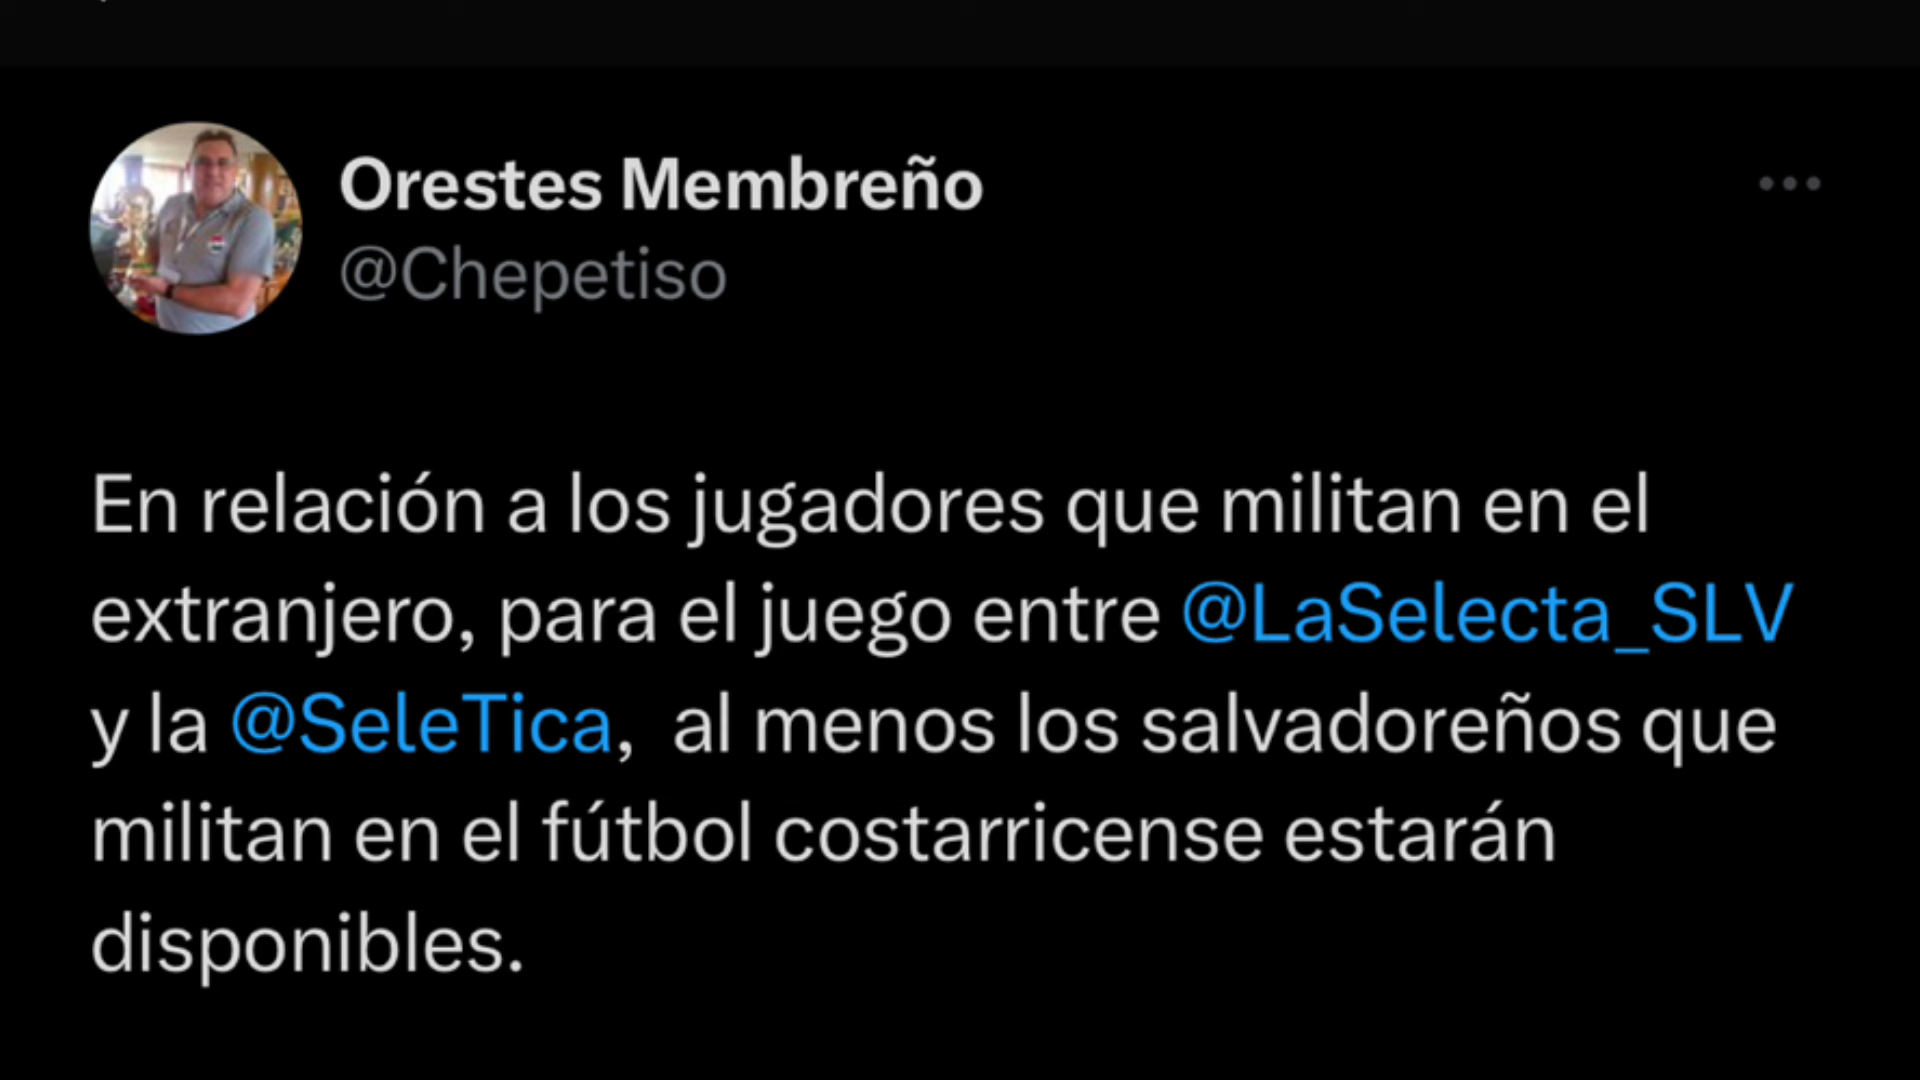 Orestes Membreño
@Chepetiso
En relación a los jugadores que militan en el
extranjero, para el juego entre @LaSelecta_SLV
y la @SeleTica,  al menos los salvadoreños que
militan en el fútbol costarricense estarán
disponibles.